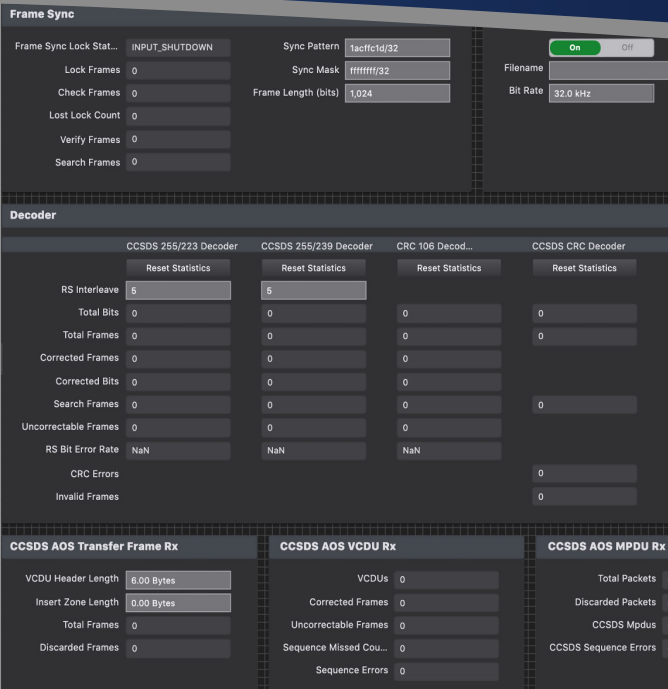 Frame Sync
Frame Sync Lock Stat... INPUT_SHUTDOWN Sync Pattern 1acffc1d/32 On Off
Lock Frames 0 Sync Mask ffffffff/32 Filename
Check Frames 0 Frame Length (bits) 1,024 Bit Rate 32.0 kHz
Lost Lock Count 0
Verify Frames 0
Search Frames 0
Decoder
CCSDS 255/223 Decoder CCSDS 255/239 Decoder CRC 106 Decod... CCSDS CRC Decoder
Reset Statistics Reset Statistics Reset Statistics Reset Statistics
RS Interleave 5 5
Total Bits 0 0 0 0
Total Frames 0 0 0 0
Corrected Frames 0 0 0
Corrected Bits 0 0 0
Search Frames 0 0 0 0
Uncorrectable Frames 0 0 0
RS Bit Error Rate NaN NaN NaN
CRC Errors 0
Invalid Frames 0
CCSDS AOS Transfer Frame Rx CCSDS AOS VCDU Rx CCSDS AOS MPDU Rx
VCDU Header Length 6.00 Bytes VCDUs 0 Total Packets
Insert Zone Length 0.00 Bytes Corrected Frames 0 Discarded Packets
Total Frames 0 Uncorrectable Frames 0 CCSDS Mpdus
Discarded Frames 0 Sequence Missed Cou... 0 CCSDS Sequence Errors
Sequence Errors 0